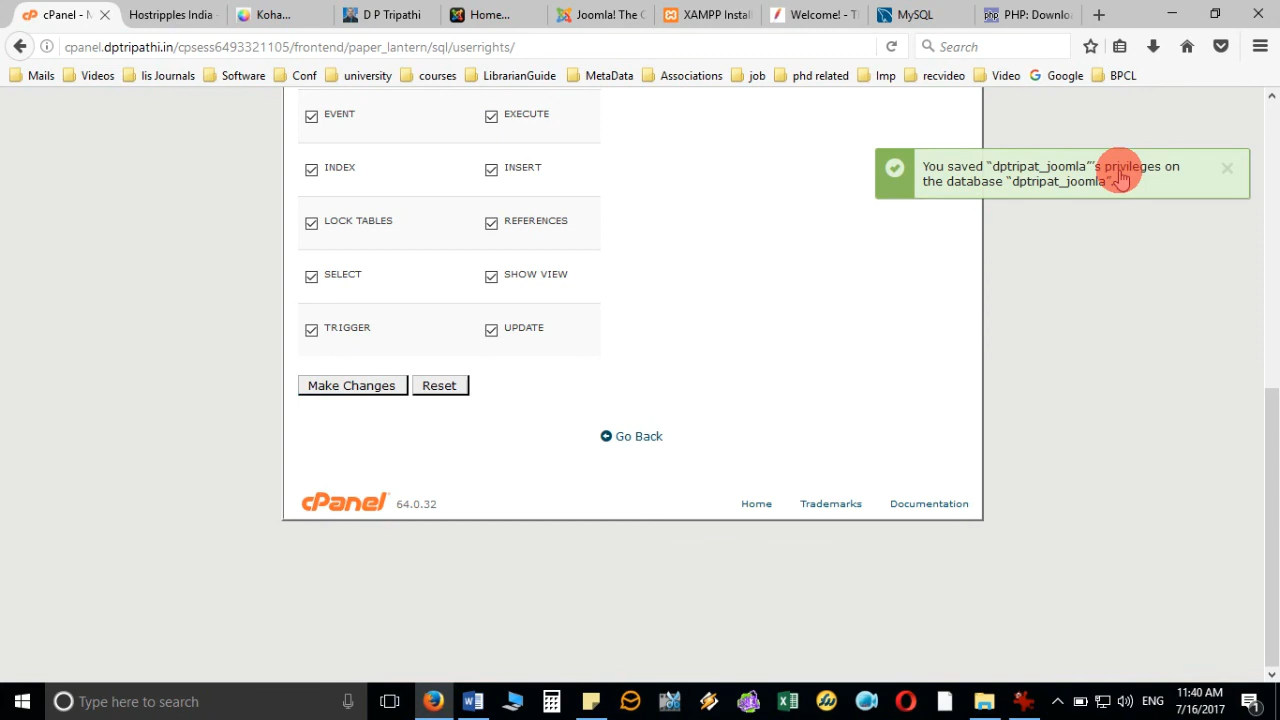 cPanel - M
Hostripples India -
Koha...
D P Tripathi
Home...
Joomla! The C
XAMPP Instal
Welcome! - T
MySQL
PHP: Downlo
cpanel.dptripathi.in/cpsess6493321105/frontend/paper_lantern/sql/userrights/
Search
Mails Videos lis Journals Software Conf university courses LibrarianGuide MetaData Associations job phd related Imp recvideo Video Google BPCL
EVENT EXECUTE
You saved “dptripat_joomla”’s privileges on
the database “dptripat_joomla”.
INDEX INSERT
LOCK TABLES REFERENCES
SELECT SHOW VIEW
TRIGGER UPDATE
Make Changes Reset
Go Back
cPanel 64.0.32 Home Trademarks Documentation
Type here to search
ENG
11:40 AM
7/16/2017
1